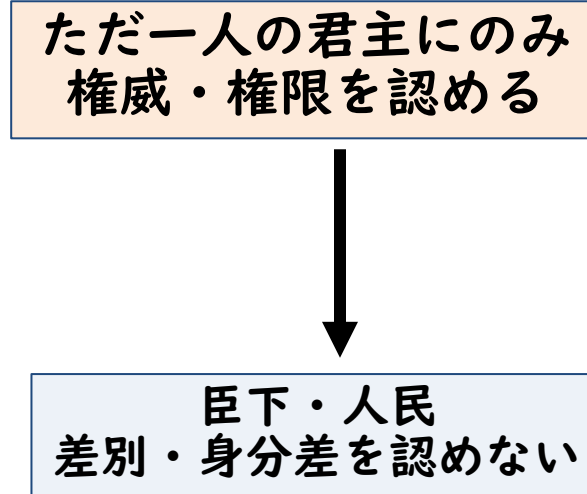 ただ一人の君主にのみ
権威・権限を認める
臣下・人民
差別・身分差を認めない